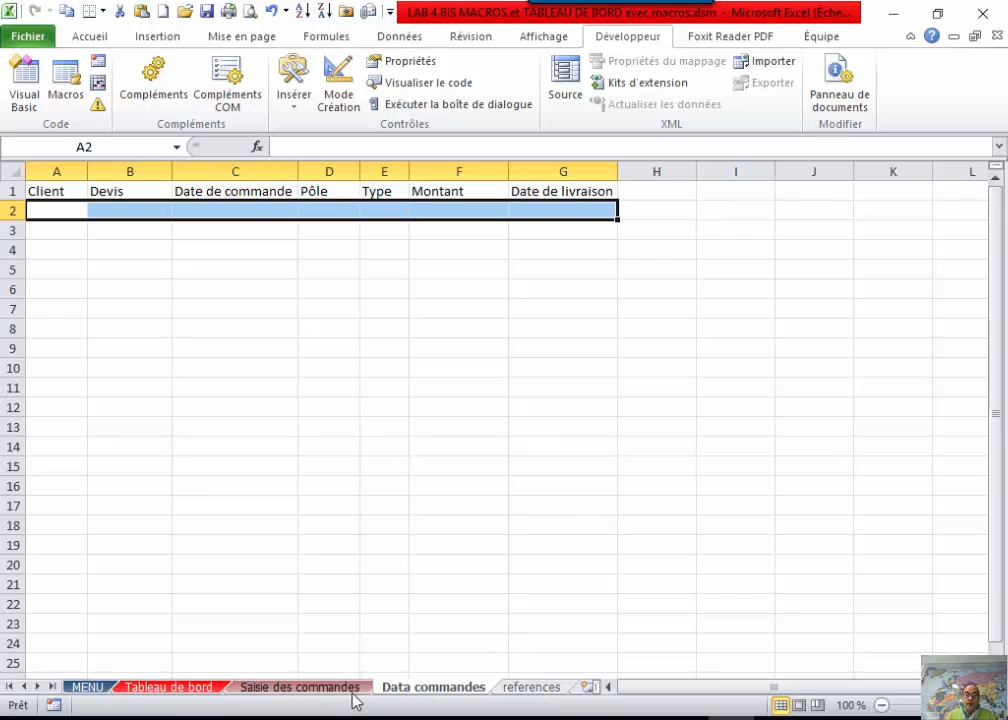 LAB 4 BIS MACROS et TABLEAU DE BORD avec macros.xlsm - Microsoft Excel (Éche...
Fichier Accueil Insertion Mise en page Formules Données Révision Affichage Développeur Foxit Reader PDF Équipe
Visual Basic
Macros
Code
Compléments
Compléments COM
Compléments
Insérer
Mode Création
Propriétés
Visualiser le code
Exécuter la boîte de dialogue
Contrôles
Source
Propriétés du mappage
Kits d'extension
Actualiser les données
Importer
Exporter
XML
Panneau de documents
Modifier
A2 fx
A B C D E F G H I J K L
1 Client Devis Date de commande Pôle Type Montant Date de livraison
2
3
4
5
6
7
8
9
10
11
12
13
14
15
16
17
18
19
20
21
22
23
24
25
MENU Tableau de bord Saisie des commandes Data commandes references
Prêt 100 %